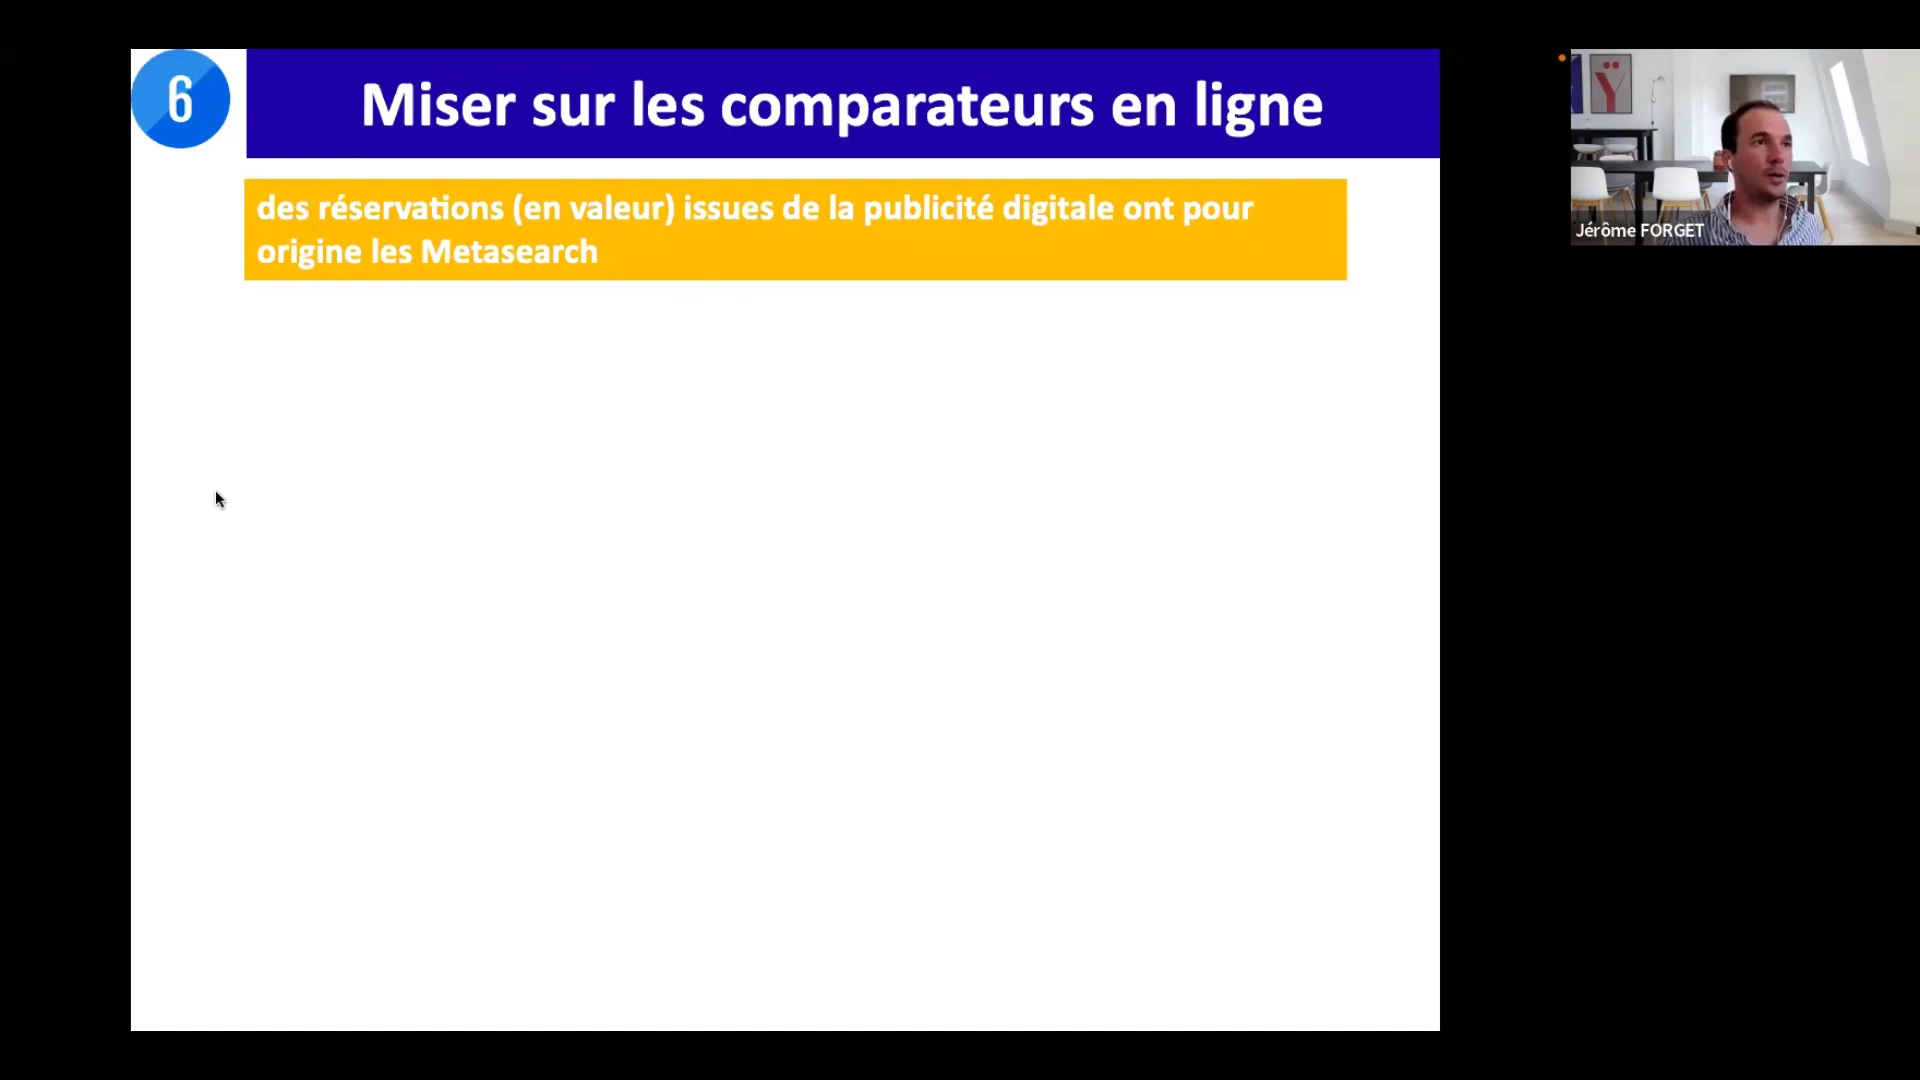 6
Miser sur les comparateurs en ligne
des réservations (en valeur) issues de la publicité digitale ont pour
origine les Metasearch
Ÿ
Jérôme FORGET